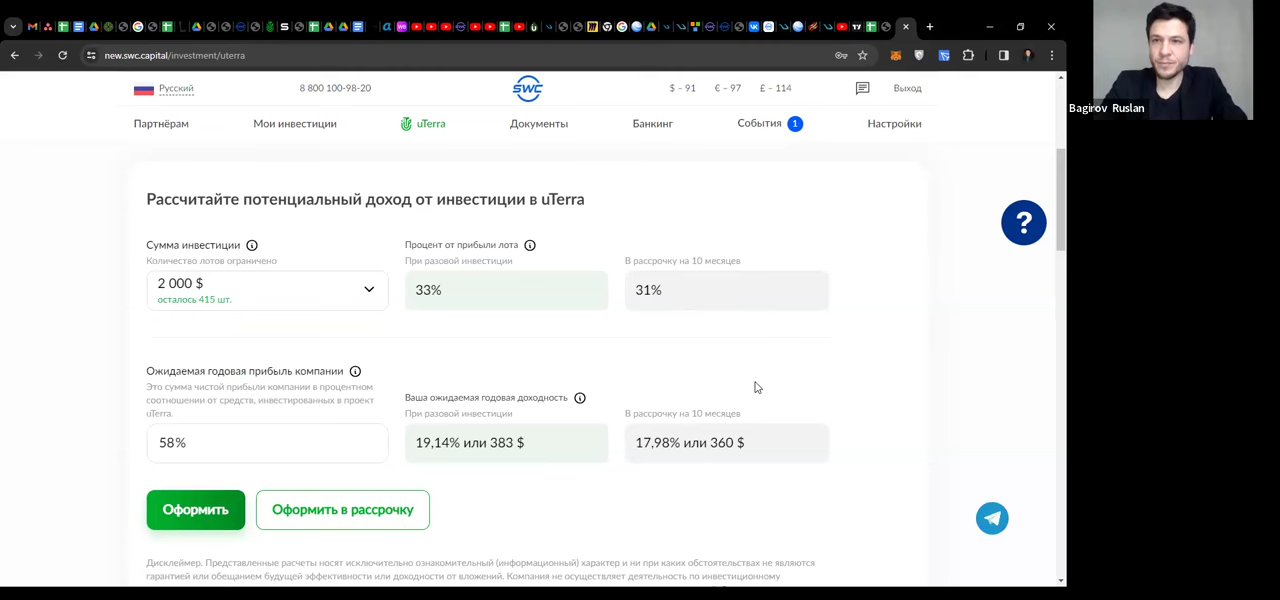 new.swc.capital/investment/uterra
Bagirov Ruslan
Русский
8 800 100-98-20
SWC
$ – 91 € – 97 £ – 114
Выход
Партнёрам
Мои инвестиции
uTerra
Документы
Банкинг
События 1
Настройки
Рассчитайте потенциальный доход от инвестиции в uTerra
?
Сумма инвестиции
Количество лотов ограничено
2 000 $
осталось 415 шт.
Процент от прибыли лота
При разовой инвестиции
33%
В рассрочку на 10 месяцев
31%
Ожидаемая годовая прибыль компании
Это сумма чистой прибыли компании в процентном
соотношении от средств, инвестированных в проект
uTerra.
58%
Ваша ожидаемая годовая доходность
При разовой инвестиции
19,14% или 383 $
В рассрочку на 10 месяцев
17,98% или 360 $
Оформить
Оформить в рассрочку
Дисклеймер. Представленные расчеты носят исключительно ознакомительный (информационный) характер и ни при каких обстоятельствах не являются
гарантией или обещанием будущей эффективности или доходности от вложений. Компания не осуществляет деятельность по инвестиционному